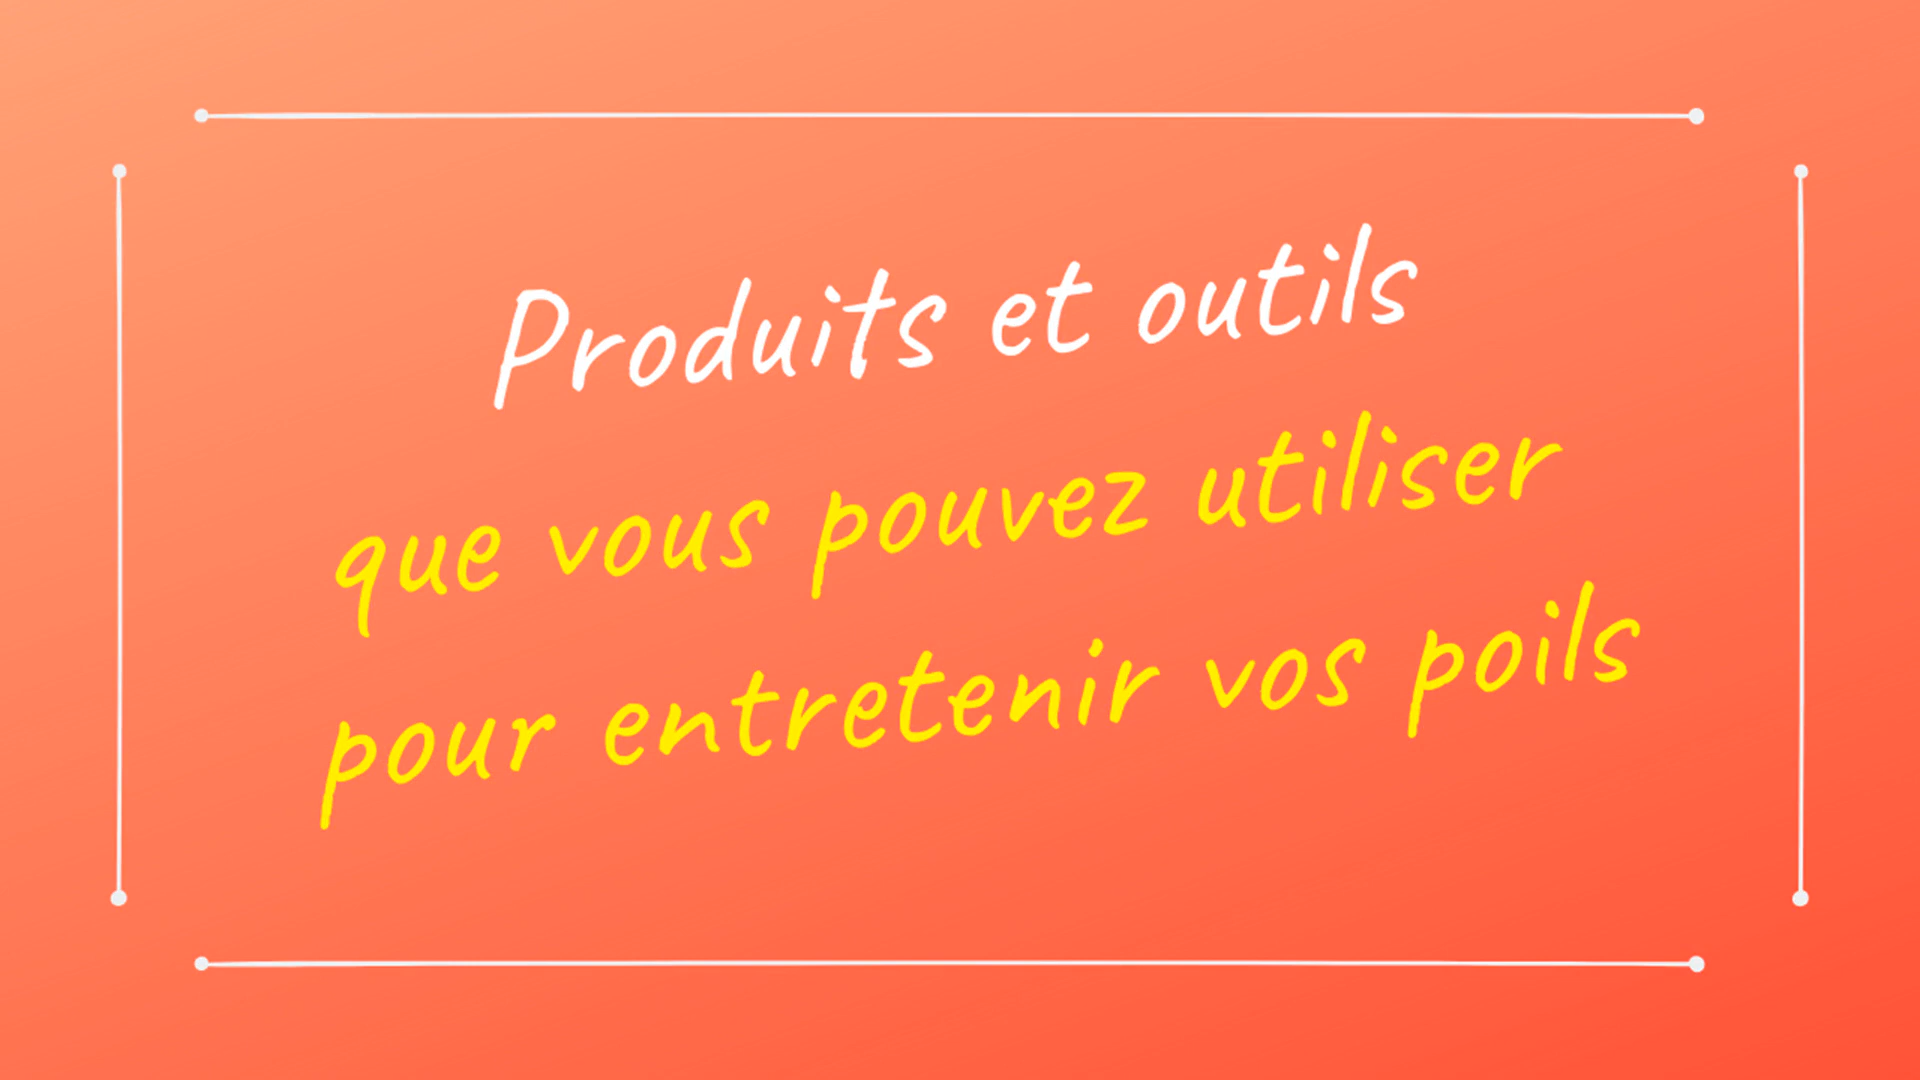 Produits et outils
que vous pouvez utiliser
pour entretenir vos poils